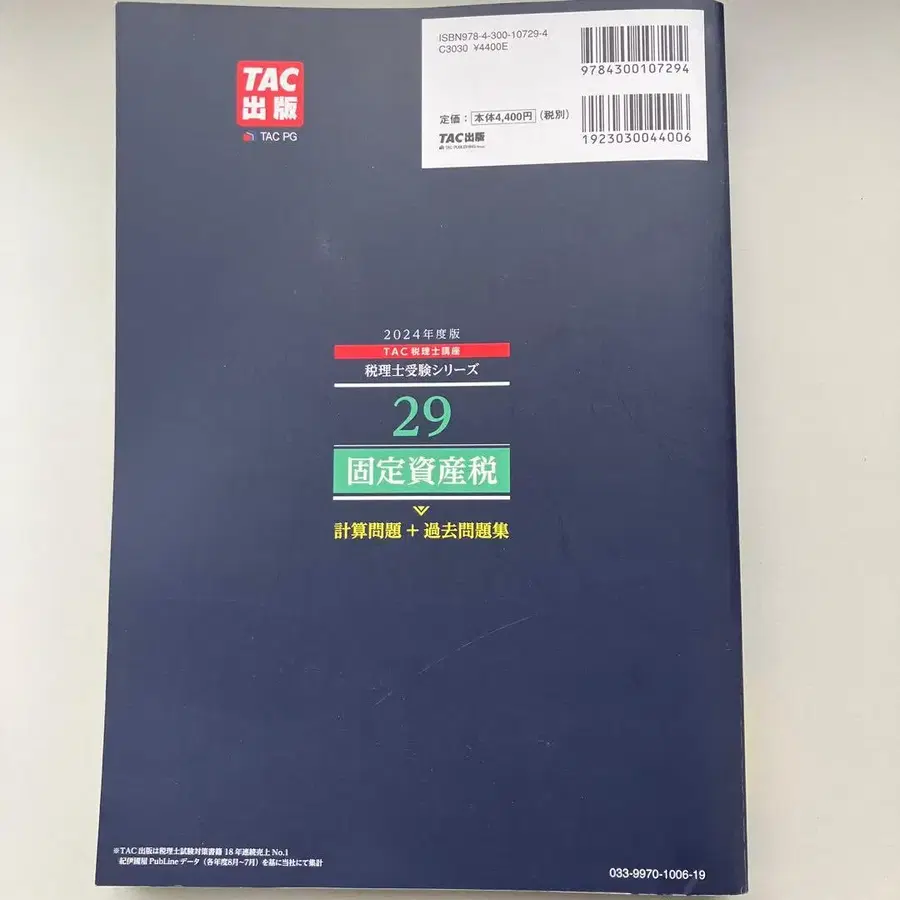 ISBN978-4-300-10729-4
C3030 ¥4400E
9784300107294
定価：本体4,400円（税別）
TAC出版
TAC PUBLISHING Group
1923030044006
TAC
出版
TAC PG
2024年度版
TAC税理士講座
税理士受験シリーズ
29
固定資産税
計算問題＋過去問題集
※TAC出版は税理士試験対策書籍 18年連続売上No.1
紀伊國屋PubLineデータ（各年度8月~7月）を基に当社にて集計
033-9970-1006-19